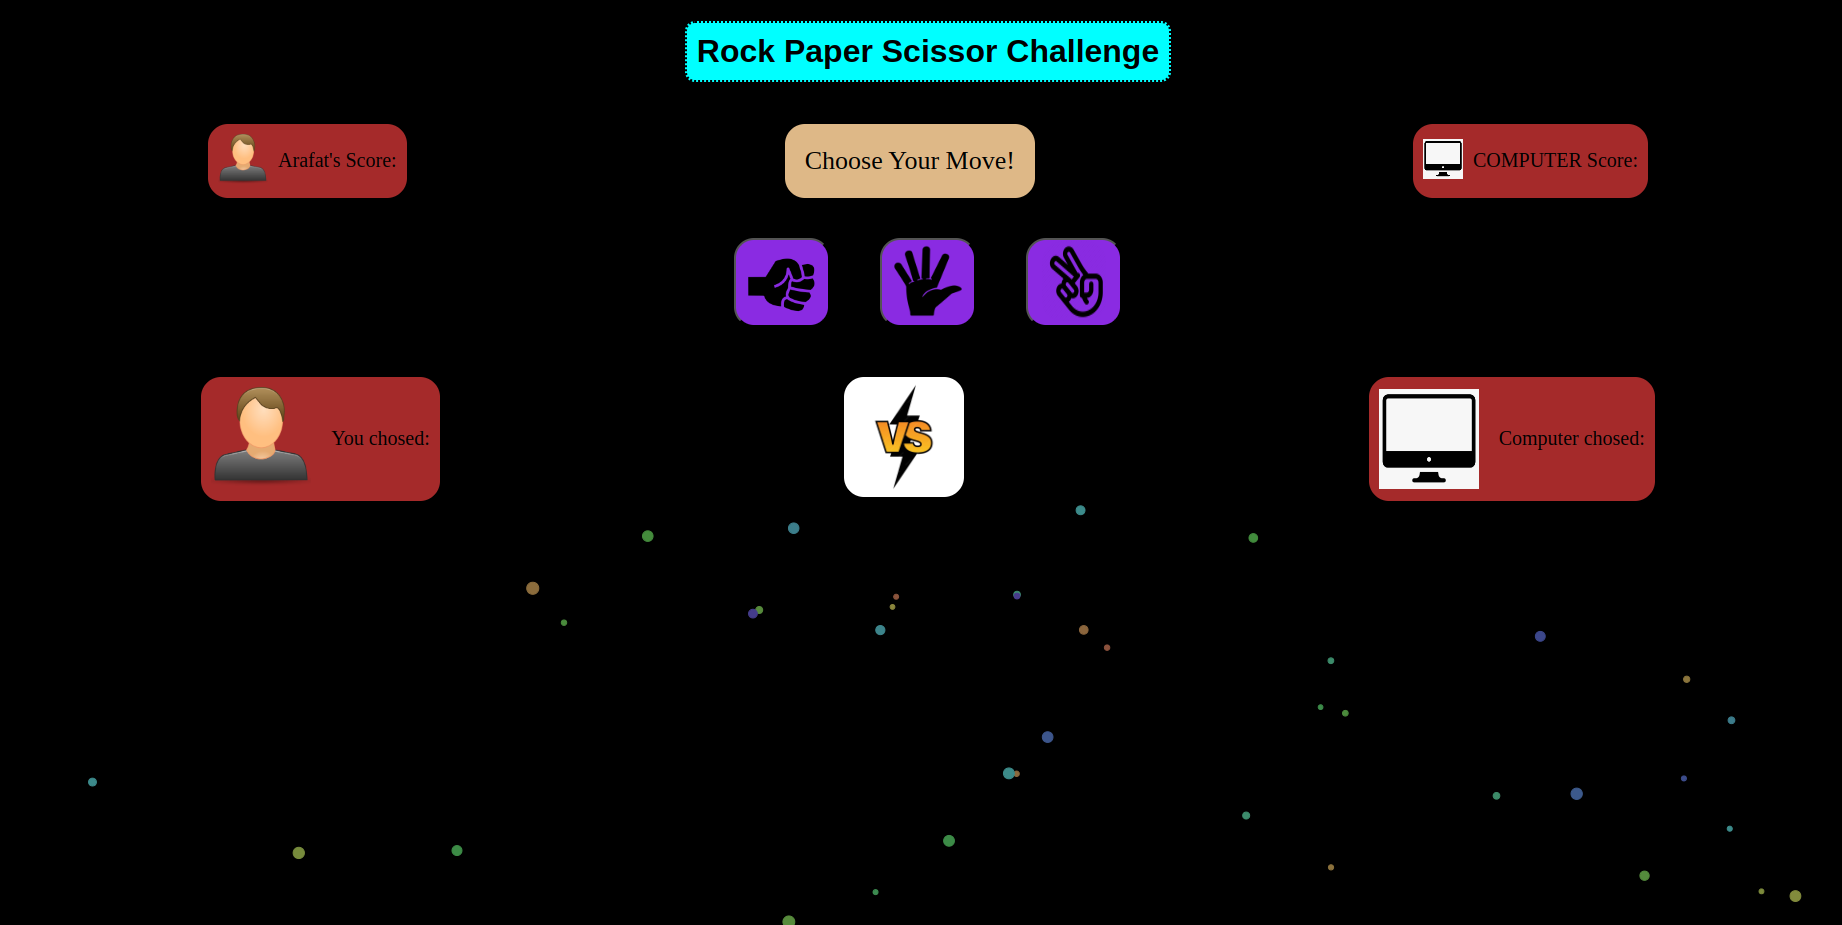 Rock Paper Scissor Challenge
Arafat's Score:
Choose Your Move!
COMPUTER Score:
You chosed:
VS
Computer chosed: